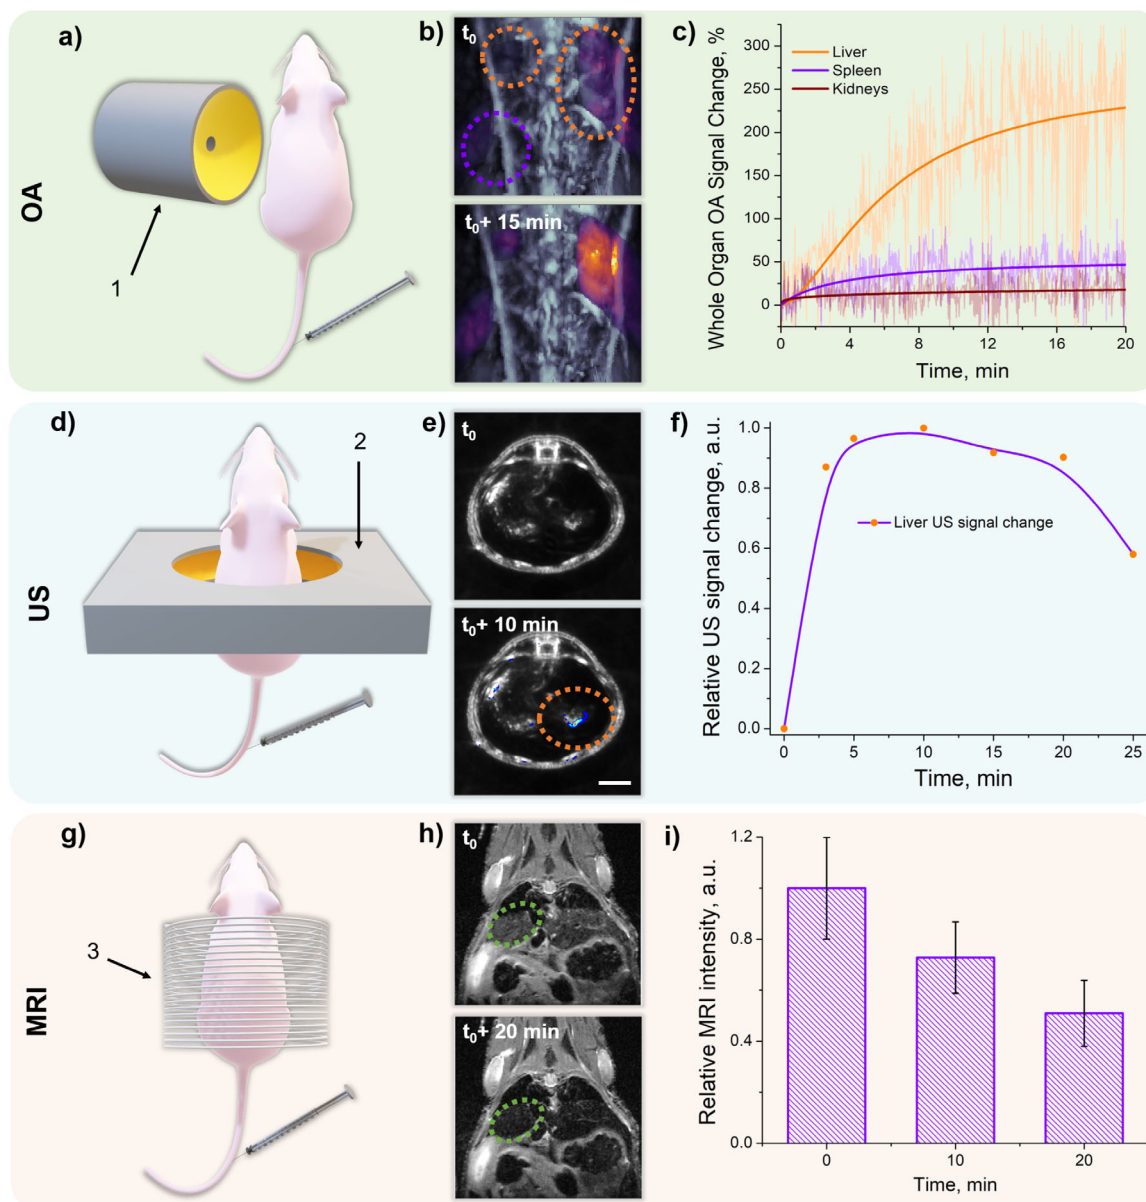 OA
a)
1
b)
t0
t0+ 15 min
c)
Whole Organ OA Signal Change, %
300
250
200
150
100
50
0
Liver
Spleen
Kidneys
0 4 8 12 16 20
Time, min
US
d)
2
e)
t0
t0+ 10 min
f)
Relative US signal change, a.u.
1.0
0.8
0.6
0.4
0.2
0.0
Liver US signal change
0 5 10 15 20 25
Time, min
MRI
g)
3
h)
t0
t0+ 20 min
i)
Relative MRI intensity, a.u.
1.2
0.8
0.4
0.0
0 10 20
Time, min